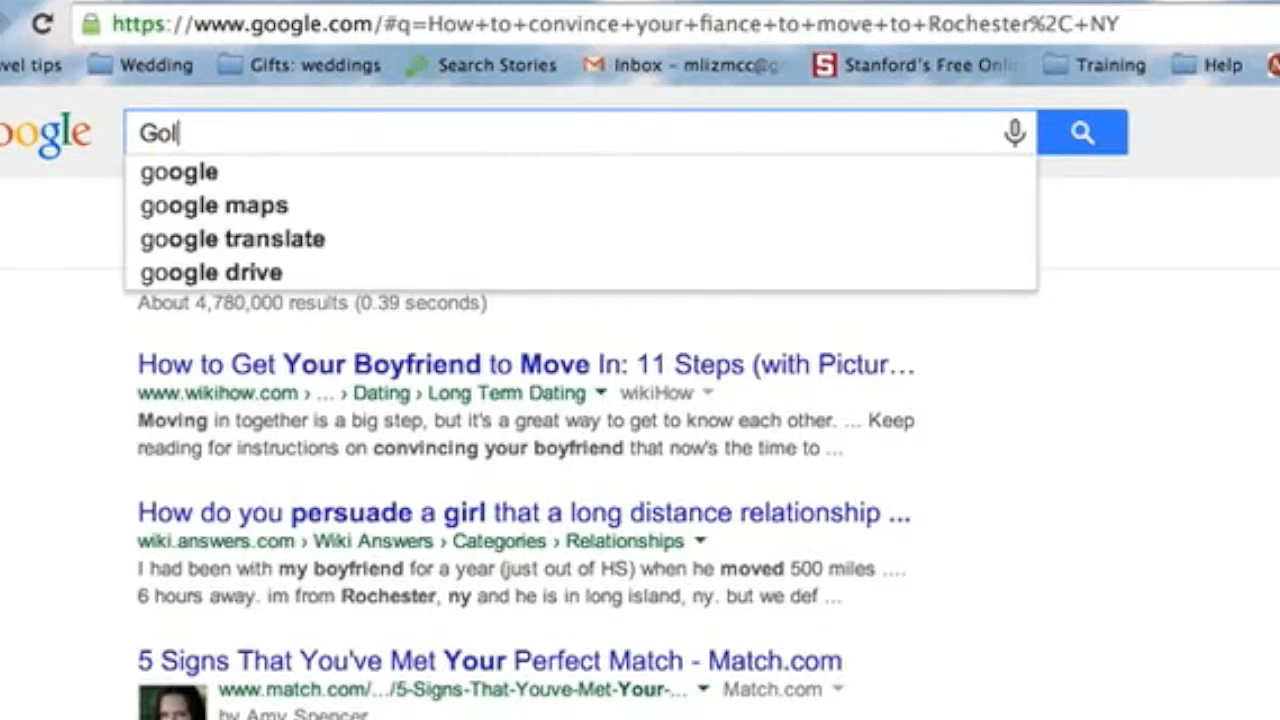 https://www.google.com/#q=How+to+convince+your+fiance+to+move+to+Rochester%2C+NY
vel tips Wedding Gifts: weddings Search Stories Inbox - mlizmcc@g Stanford's Free Onli Training Help
oogle Gol
google
google maps
google translate
google drive
About 4,780,000 results (0.39 seconds)
How to Get Your Boyfriend to Move In: 11 Steps (with Pictur...
www.wikihow.com › ... › Dating › Long Term Dating ▼ wikiHow ▼
Moving in together is a big step, but it's a great way to get to know each other. ... Keep
reading for instructions on convincing your boyfriend that now's the time to ...
How do you persuade a girl that a long distance relationship ...
wiki.answers.com › Wiki Answers › Categories › Relationships ▼
I had been with my boyfriend for a year (just out of HS) when he moved 500 miles ....
6 hours away. im from Rochester, ny and he is in long island, ny. but we def ...
5 Signs That You've Met Your Perfect Match - Match.com
www.match.com/.../5-Signs-That-Youve-Met-Your-... ▼ Match.com ▼
by Amy Spencer